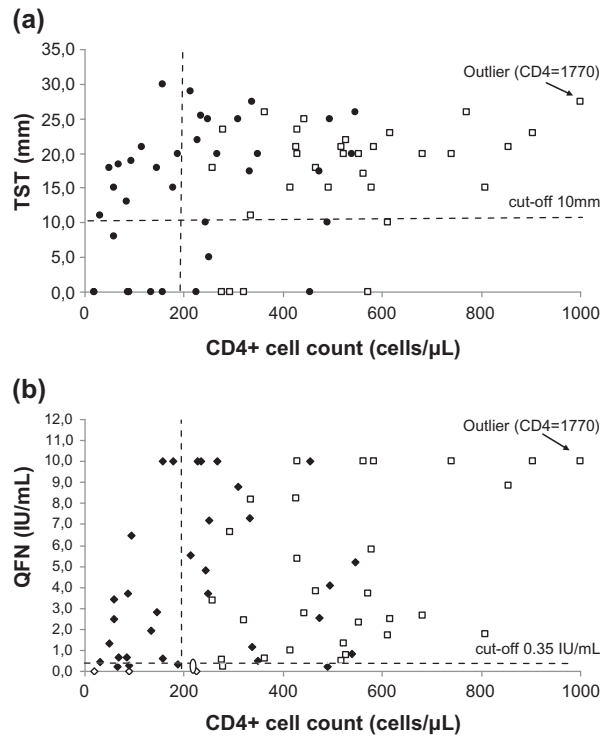 (a)
TST (mm)
35,0
30,0
25,0
20,0
15,0
10,0
5,0
0,0
Outlier (CD4=1770)
cut-off 10mm
0 200 400 600 800 1000
CD4+ cell count (cells/µL)
(b)
QFN (IU/mL)
12,0
11,0
10,0
9,0
8,0
7,0
6,0
5,0
4,0
3,0
2,0
1,0
0,0
Outlier (CD4=1770)
cut-off 0.35 IU/mL
0 200 400 600 800 1000
CD4+ cell count (cells/µL)